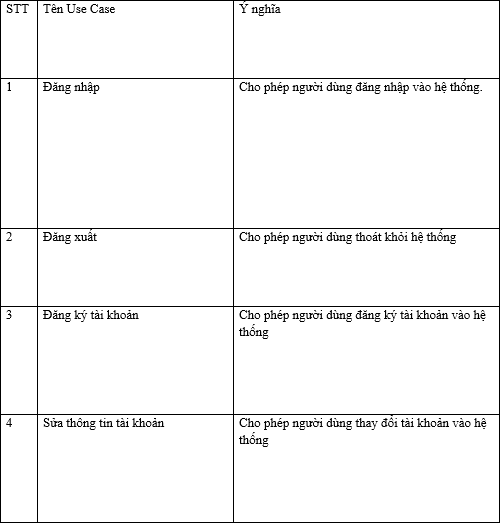 STT Tên Use Case Ý nghĩa
1 Đăng nhập Cho phép người dùng đăng nhập vào hệ thống.
2 Đăng xuất Cho phép người dùng thoát khỏi hệ thống
3 Đăng ký tài khoản Cho phép người dùng đăng ký tài khoản vào hệ
thống
4 Sửa thông tin tài khoản Cho phép người dùng thay đổi tài khoản vào hệ
thống